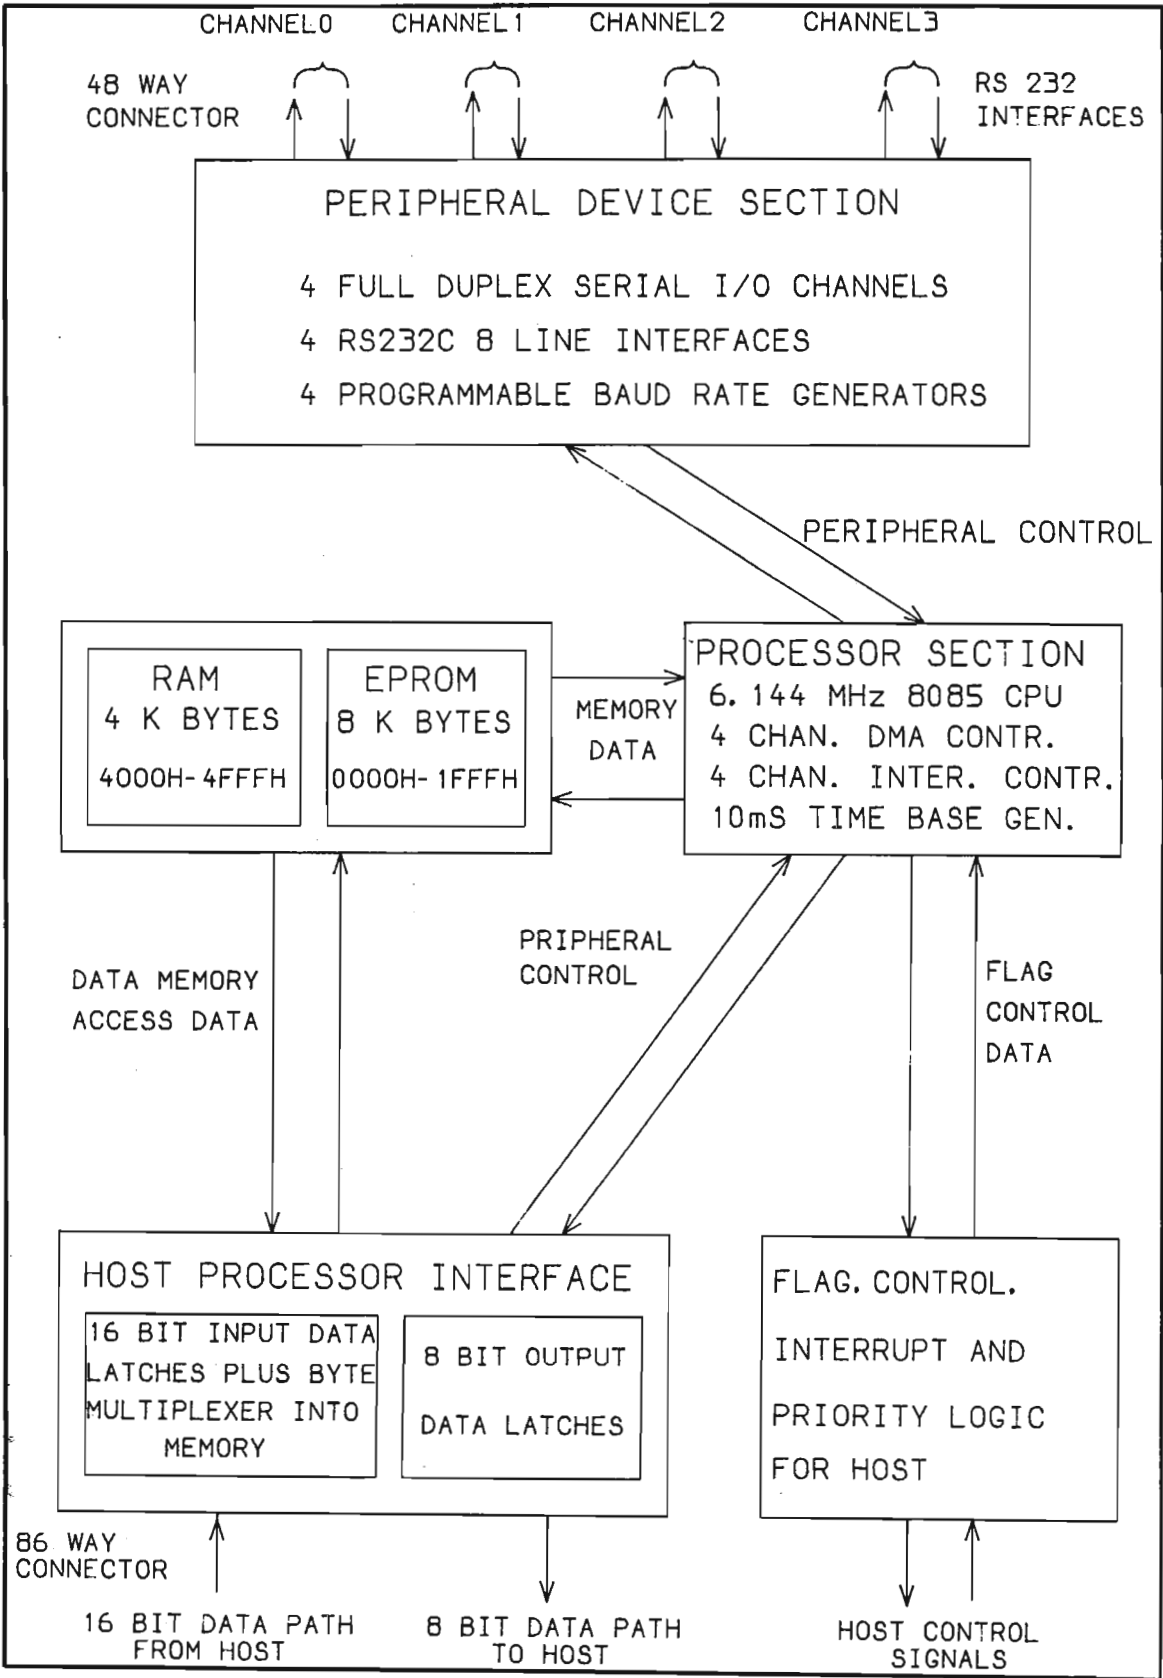 CHANNEL0 CHANNEL1 CHANNEL2 CHANNEL3
48 WAY
CONNECTOR
RS 232
INTERFACES
PERIPHERAL DEVICE SECTION
4 FULL DUPLEX SERIAL I/O CHANNELS
4 RS232C 8 LINE INTERFACES
4 PROGRAMMABLE BAUD RATE GENERATORS
PERIPHERAL CONTROL
RAM
4 K BYTES
4000H-4FFFH
EPROM
8 K BYTES
0000H-1FFFH
MEMORY
DATA
PROCESSOR SECTION
6.144 MHz 8085 CPU
4 CHAN. DMA CONTR.
4 CHAN. INTER. CONTR.
10mS TIME BASE GEN.
DATA MEMORY
ACCESS DATA
PRIPHERAL
CONTROL
FLAG
CONTROL
DATA
HOST PROCESSOR INTERFACE
16 BIT INPUT DATA
LATCHES PLUS BYTE
MULTIPLEXER INTO
MEMORY
8 BIT OUTPUT
DATA LATCHES
FLAG. CONTROL.
INTERRUPT AND
PRIORITY LOGIC
FOR HOST
86 WAY
CONNECTOR
16 BIT DATA PATH
FROM HOST
8 BIT DATA PATH
TO HOST
HOST CONTROL
SIGNALS